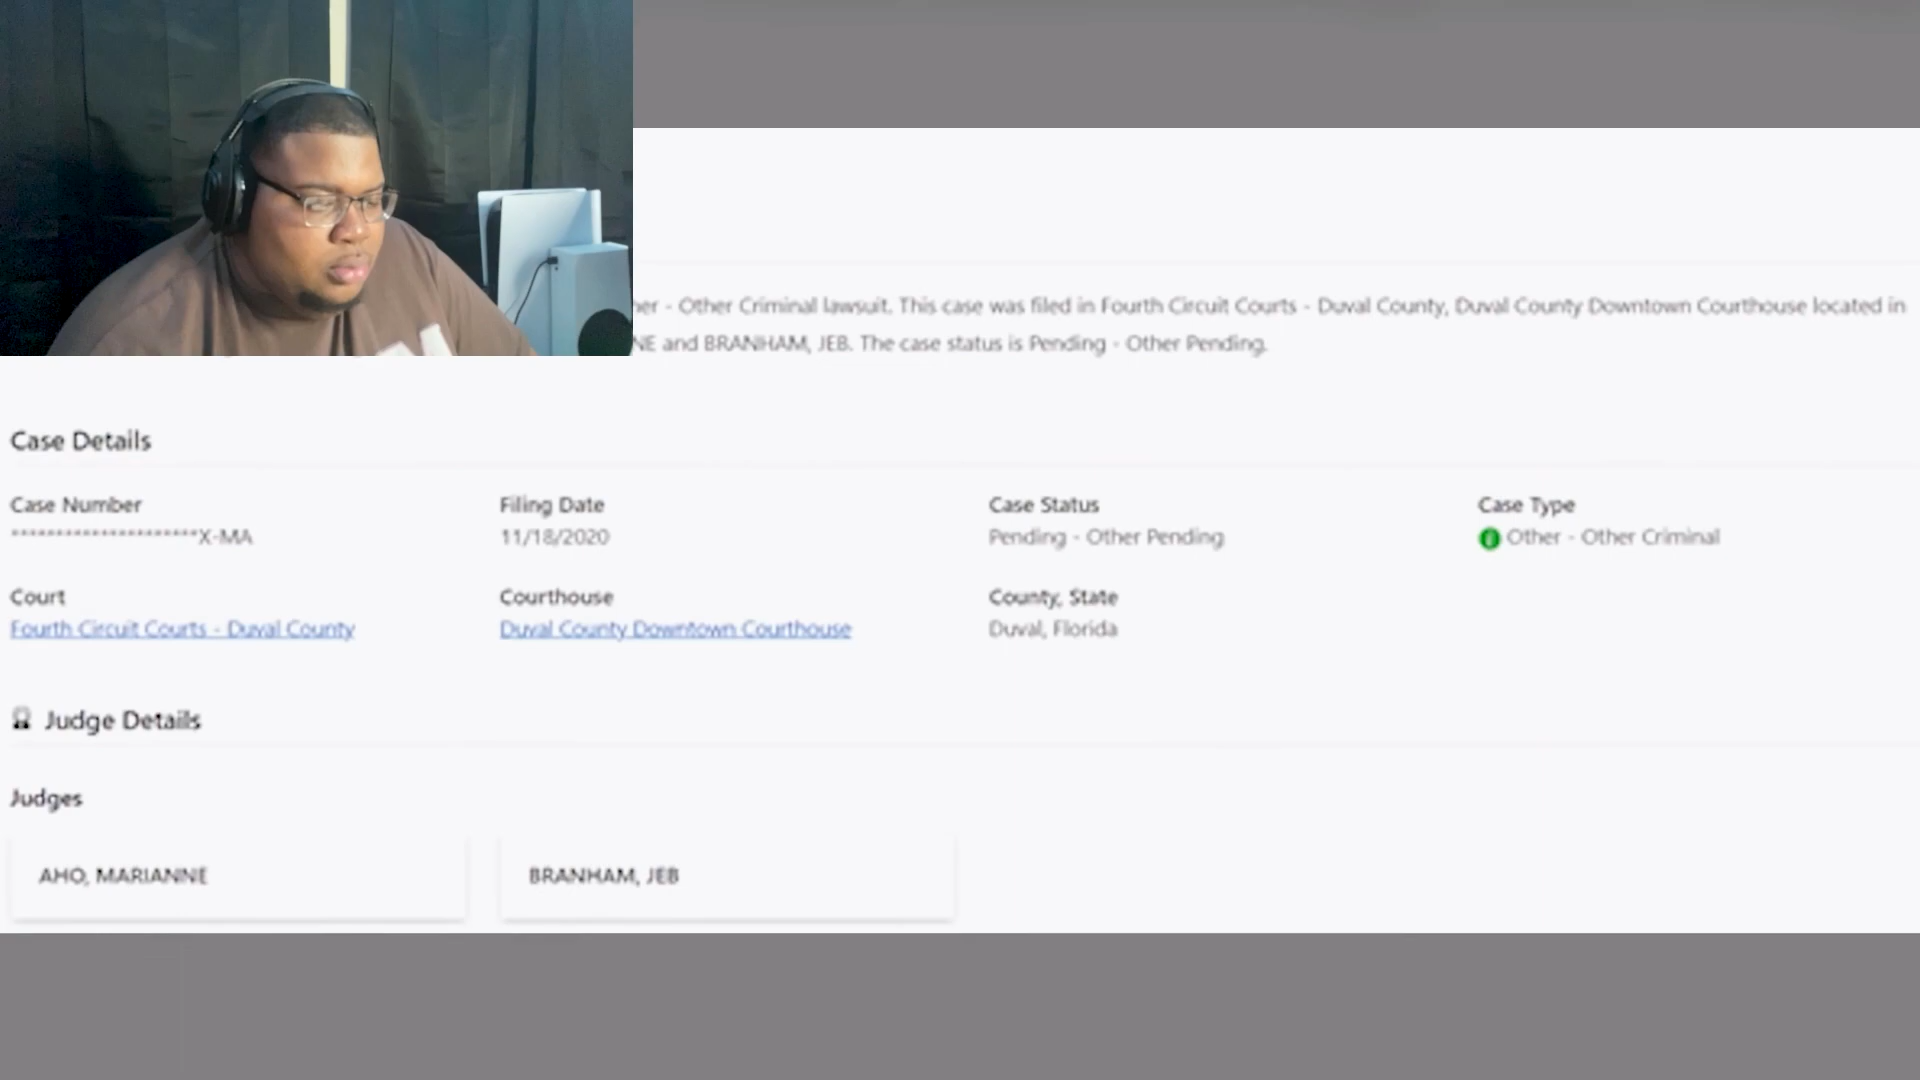 - Other Criminal lawsuit. This case was filed in Fourth Circuit Courts - Duval County, Duval County Downtown Courthouse located in
NE and BRANHAM, JEB. The case status is Pending - Other Pending.
Case Details
Case Number
*********************X-MA
Filing Date
11/18/2020
Case Status
Pending - Other Pending
Case Type
Other - Other Criminal
Court
Fourth Circuit Courts - Duval County
Courthouse
Duval County Downtown Courthouse
County, State
Duval, Florida
Judge Details
Judges
AHO, MARIANNE
BRANHAM, JEB